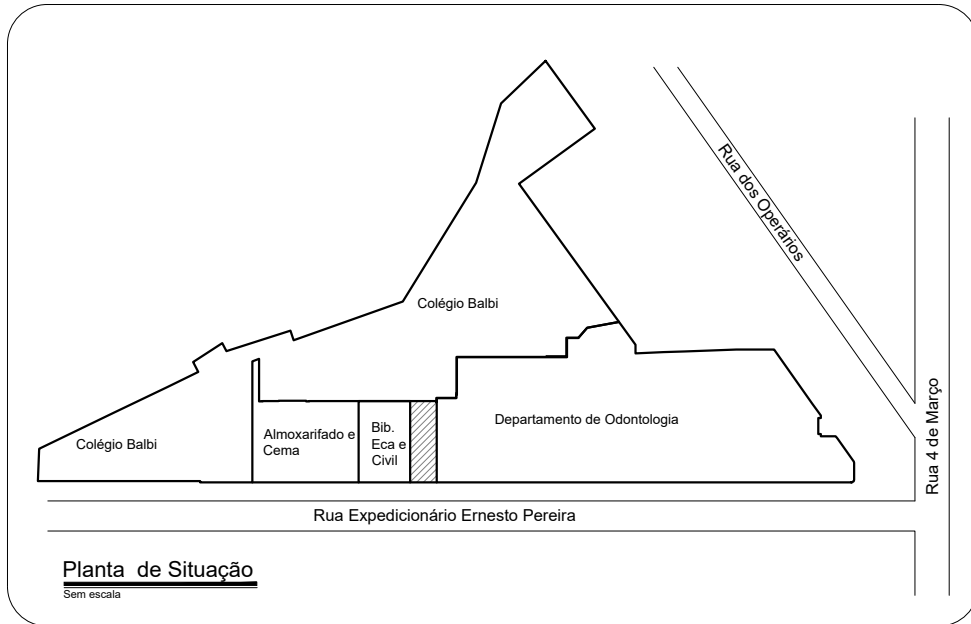 Rua dos Operários
Colégio Balbi
Rua 4 de Março
Colégio Balbi
Almoxarifado e
Cema
Bib.
Eca e
Civil
Departamento de Odontologia
Rua Expedicionário Ernesto Pereira
Planta de Situação
Sem escala